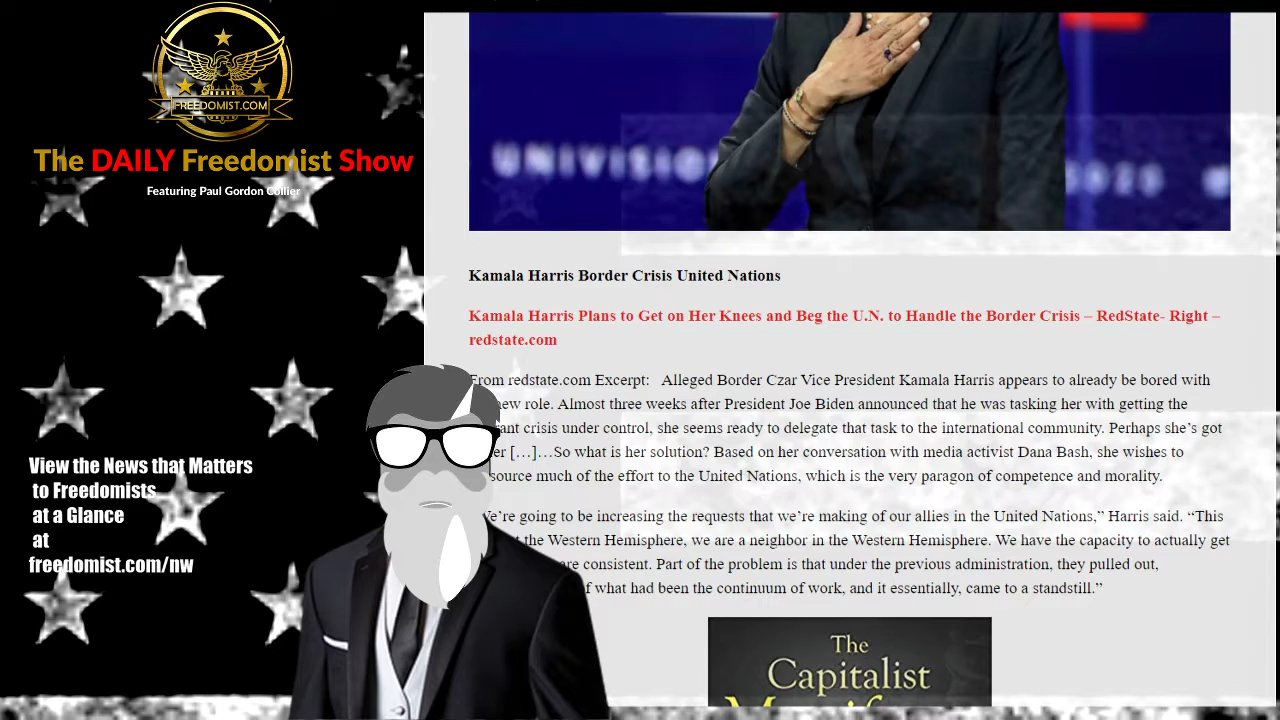 FREEDOMIST.COM
The DAILY Freedomist Show
Featuring Paul Gordon Collier
View the News that Matters
to Freedomists
at a Glance
at
freedomist.com/nw
UNIVISION
Kamala Harris Border Crisis United Nations
Kamala Harris Plans to Get on Her Knees and Beg the U.N. to Handle the Border Crisis – RedState- Right –
redstate.com
From redstate.com Excerpt: Alleged Border Czar Vice President Kamala Harris appears to already be bored with
new role. Almost three weeks after President Joe Biden announced that he was tasking her with getting the
crisis under control, she seems ready to delegate that task to the international community. Perhaps she's got
[…]…So what is her solution? Based on her conversation with media activist Dana Bash, she wishes to
much of the effort to the United Nations, which is the very paragon of competence and morality.
We're going to be increasing the requests that we're making of our allies in the United Nations,” Harris said. “This
the Western Hemisphere, we are a neighbor in the Western Hemisphere. We have the capacity to actually get
are consistent. Part of the problem is that under the previous administration, they pulled out,
what had been the continuum of work, and it essentially, came to a standstill.”
The
Capitalist